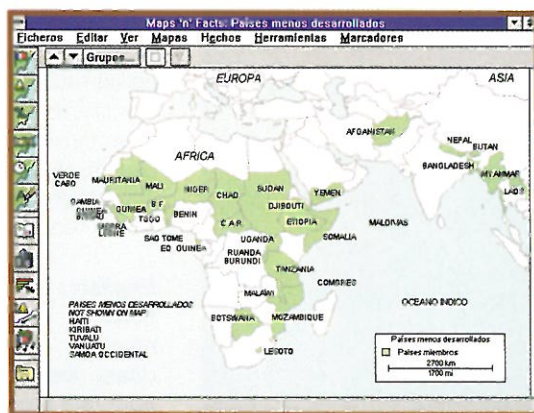 Maps 'n' Facts: Países menos desarrollados
Ficheros Editar Ver Mapas Hechos Herramientas Marcadores
Grupos...
EUROPA
ASIA
AFGANISTAN
NEPAL
BUTAN
AFRICA
BANGLADESH
MYANMAR
LAOS
VERDE
CABO
MAURITANIA
MALI
NIGER
CHAD
SUDAN
YEMEN
GAMBIA
GUINEA
BISSAU
GUINEA
B F
DJIBOUTI
TOGO
BENIN
ETIOPIA
MALDIVAS
SIERRA
LEONE
C A R
SOMALIA
SAO TOME
UGANDA
EQ GUINEA
RUANDA
BURUNDI
TANZANIA
COMORES
MALAWI
OCEANO INDICO
PAISES MENOS DESARROLLADOS
NOT SHOWN ON MAP
HAITI
KIRIBATI
TUVALU
VANUATU
SAMOA OCCIDENTAL
BOTSWANA
MOZAMBIQUE
LESOTO
Países menos desarrollados
Países miembros
2700 km
1700 mi